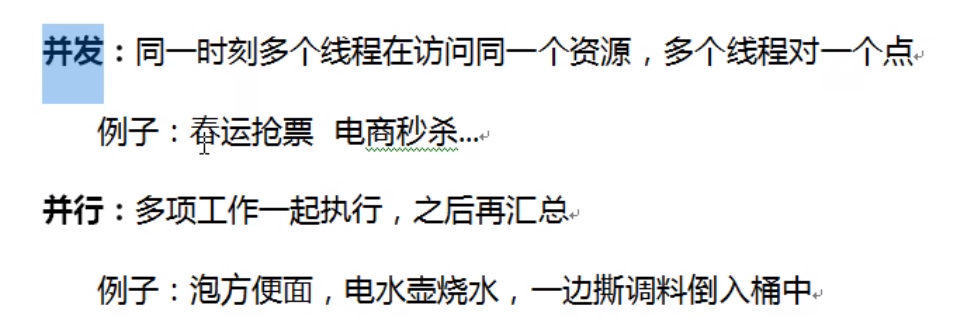 并发：同一时刻多个线程在访问同一个资源，多个线程对一个点
例子：春运抢票 电商秒杀...
并行：多项工作一起执行，之后再汇总
例子：泡方便面，电水壶烧水，一边撕调料倒入桶中